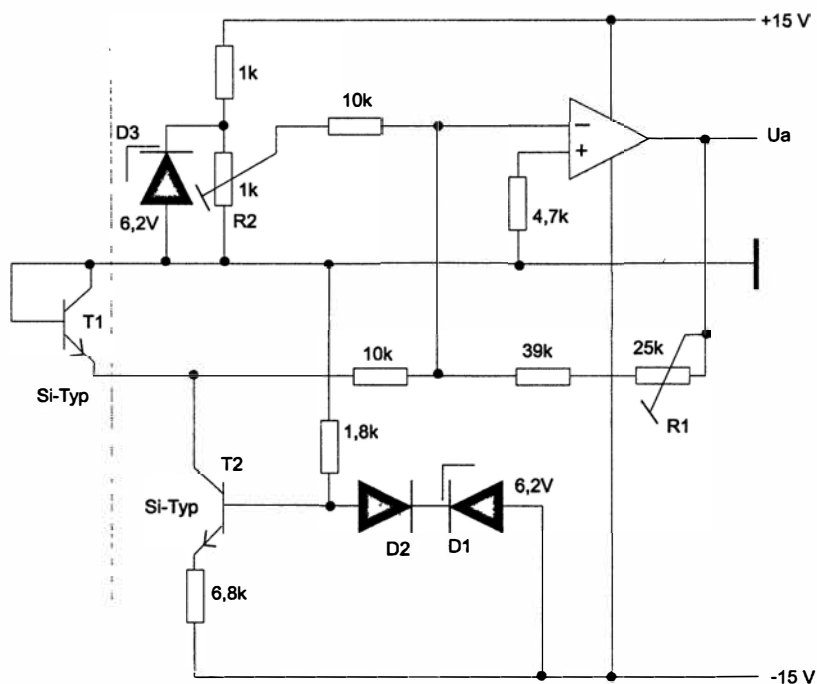 +15 V
1k
10k
D3
Ua
1k
6,2V
R2
4,7k
T1
10k
39k
25k
Si-Typ
R1
1,8k
T2
6,2V
Si-Typ
D2
D1
6,8k
-15 V